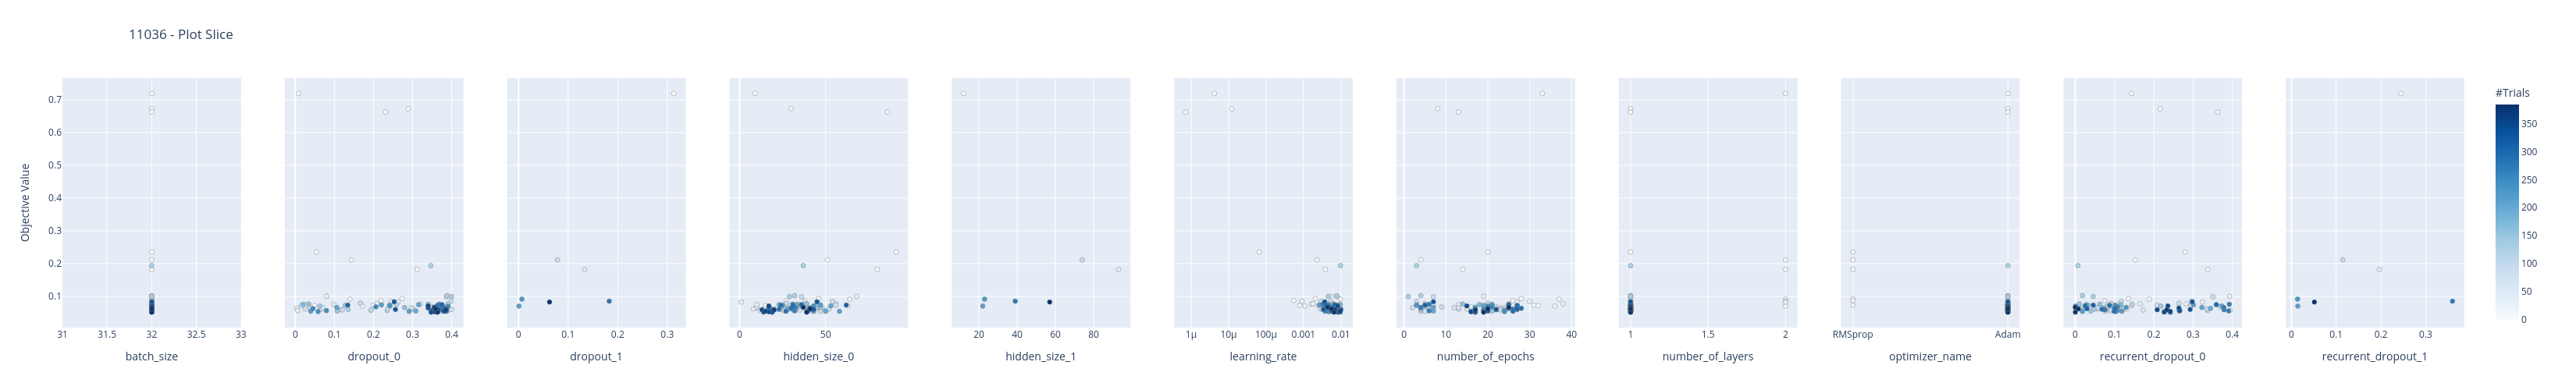 11036 - Plot Slice
Objective Value
0.7
0.6
0.5
0.4
0.3
0.2
0.1
31 31.5 32 32.5 33
batch_size
0 0.1 0.2 0.3 0.4
dropout_0
0 0.1 0.2 0.3
dropout_1
0 50
hidden_size_0
20 40 60 80
hidden_size_1
1μ 10μ 100μ 0.001 0.01
learning_rate
0 10 20 30 40
number_of_epochs
1 1.5 2
number_of_layers
RMSprop Adam
optimizer_name
0 0.1 0.2 0.3 0.4
recurrent_dropout_0
0 0.1 0.2 0.3
recurrent_dropout_1
#Trials
350
300
250
200
150
100
50
0